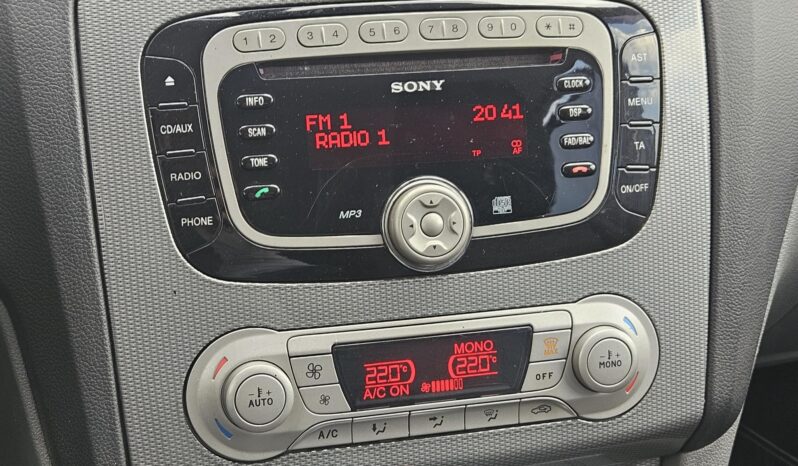 1 2 3 4 5 6 7 8 9 0 * #
SONY
CD/AUX
RADIO
PHONE
INFO
SCAN
TONE
FM 1 20 41
RADIO 1
TP CD
AF
MP3
CLOCK
DSP
FAD/BAL
AST
MENU
TA
ON/OFF
MONO
22.0°C 22.0°C
A/C ON
- +
AUTO
- +
MONO
MAX
OFF
A/C